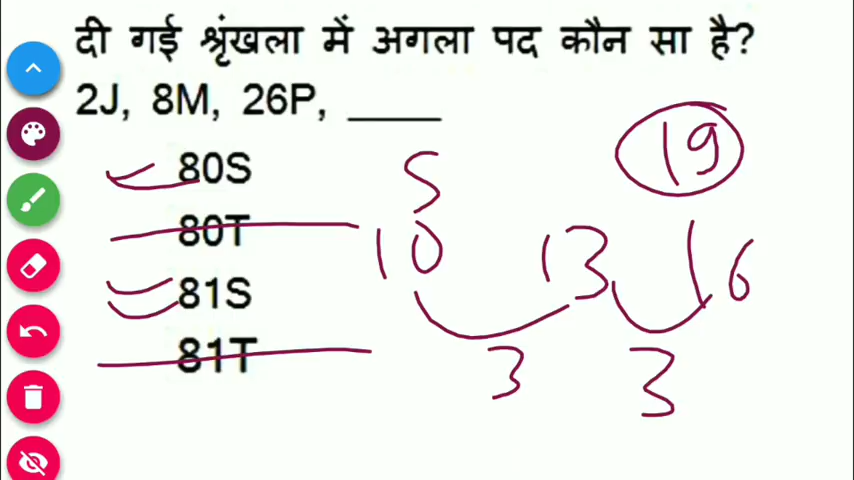 दी गई श्रृंखला में अगला पद कौन सा है?
2J, 8M, 26P, ____
80S
80T
81S
81T
S
19
10 13 16
3 3